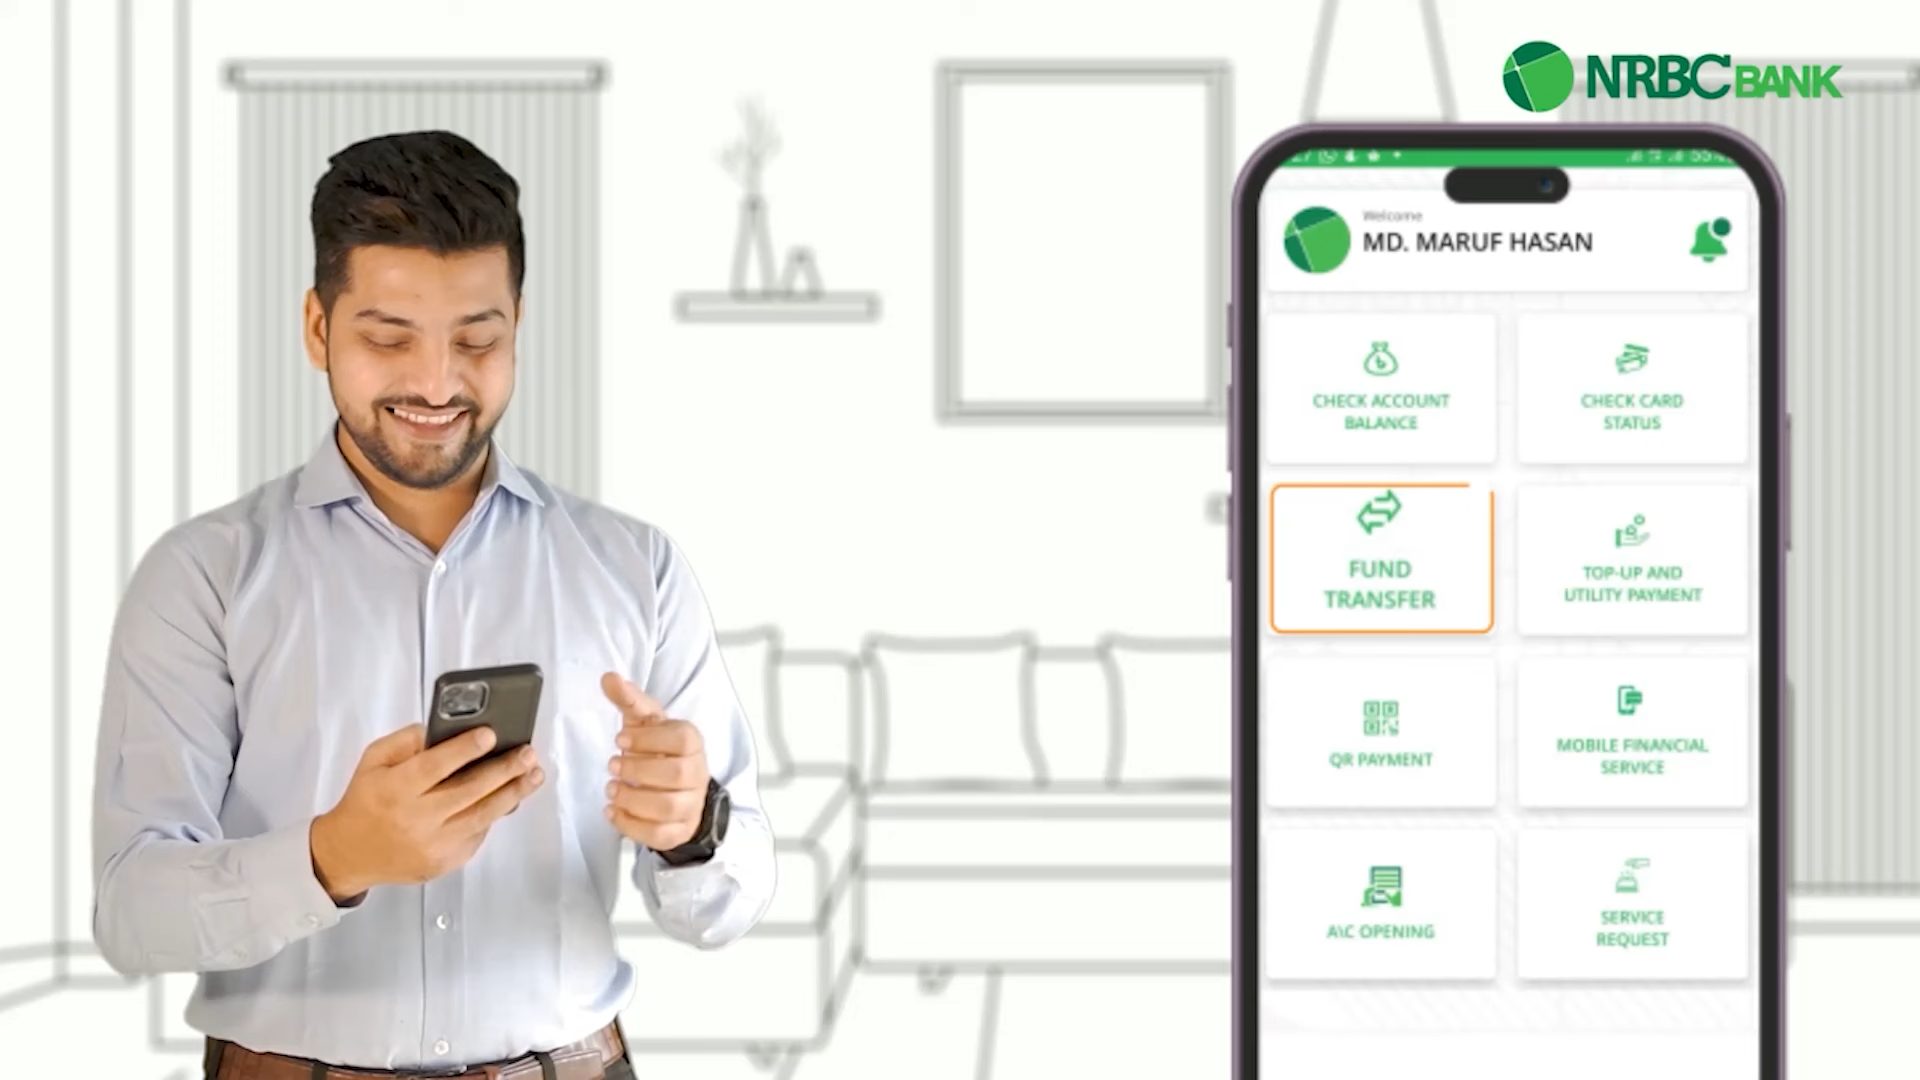 NRBC BANK
Welcome
MD. MARUF HASAN
CHECK ACCOUNT
BALANCE
CHECK CARD
STATUS
FUND
TRANSFER
TOP-UP AND
UTILITY PAYMENT
QR PAYMENT
MOBILE FINANCIAL
SERVICE
A\C OPENING
SERVICE
REQUEST